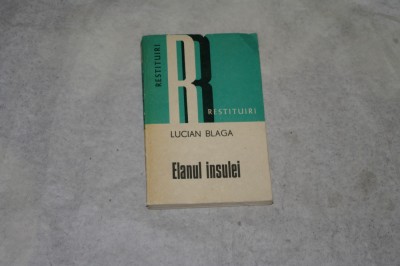 RESTITUIRI
R
RESTITUIRI
LUCIAN BLAGA
Elanul insulei